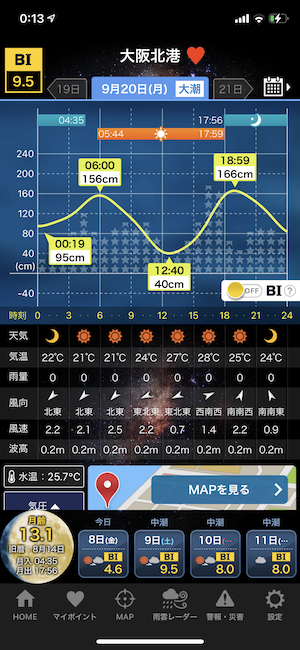 0:13
BI
9.5
大阪北港
19日
9月20日(月) 大潮
21日
04:35 17:56
05:44 17:59
240
200
160
120
80
40
(cm)
-40
06:00
156cm
18:59
166cm
00:19
95cm
12:40
40cm
OFF BI ?
時刻 0 3 6 9 12 15 18 21 24
天気
気温 22℃ 21℃ 21℃ 24℃ 27℃ 28℃ 25℃ 24℃
雨量 0 0 0 0 0 0 0 0
風向 北東 北東 北東 東北東 東北東 西南西 南南西 南南東
風速 2.2 2.1 2.5 2.2 0.7 1.4 2.2 0.9
波高 0.2m 0.2m 0.2m 0.2m 0.2m 0.2m 0.2m 0.2m
水温：25.7℃
気圧
MAPを見る
月齢
13.1
旧暦：8月14日
月入 04:35
月出 17:56
今日
8日(金)
BI
4.6
中潮
9日(土)
BI
9.5
中潮
10日(…
BI
8.0
中潮
11日(…
BI
8.0
HOME
マイポイント
MAP
雨雲レーダー
警報・災害
設定